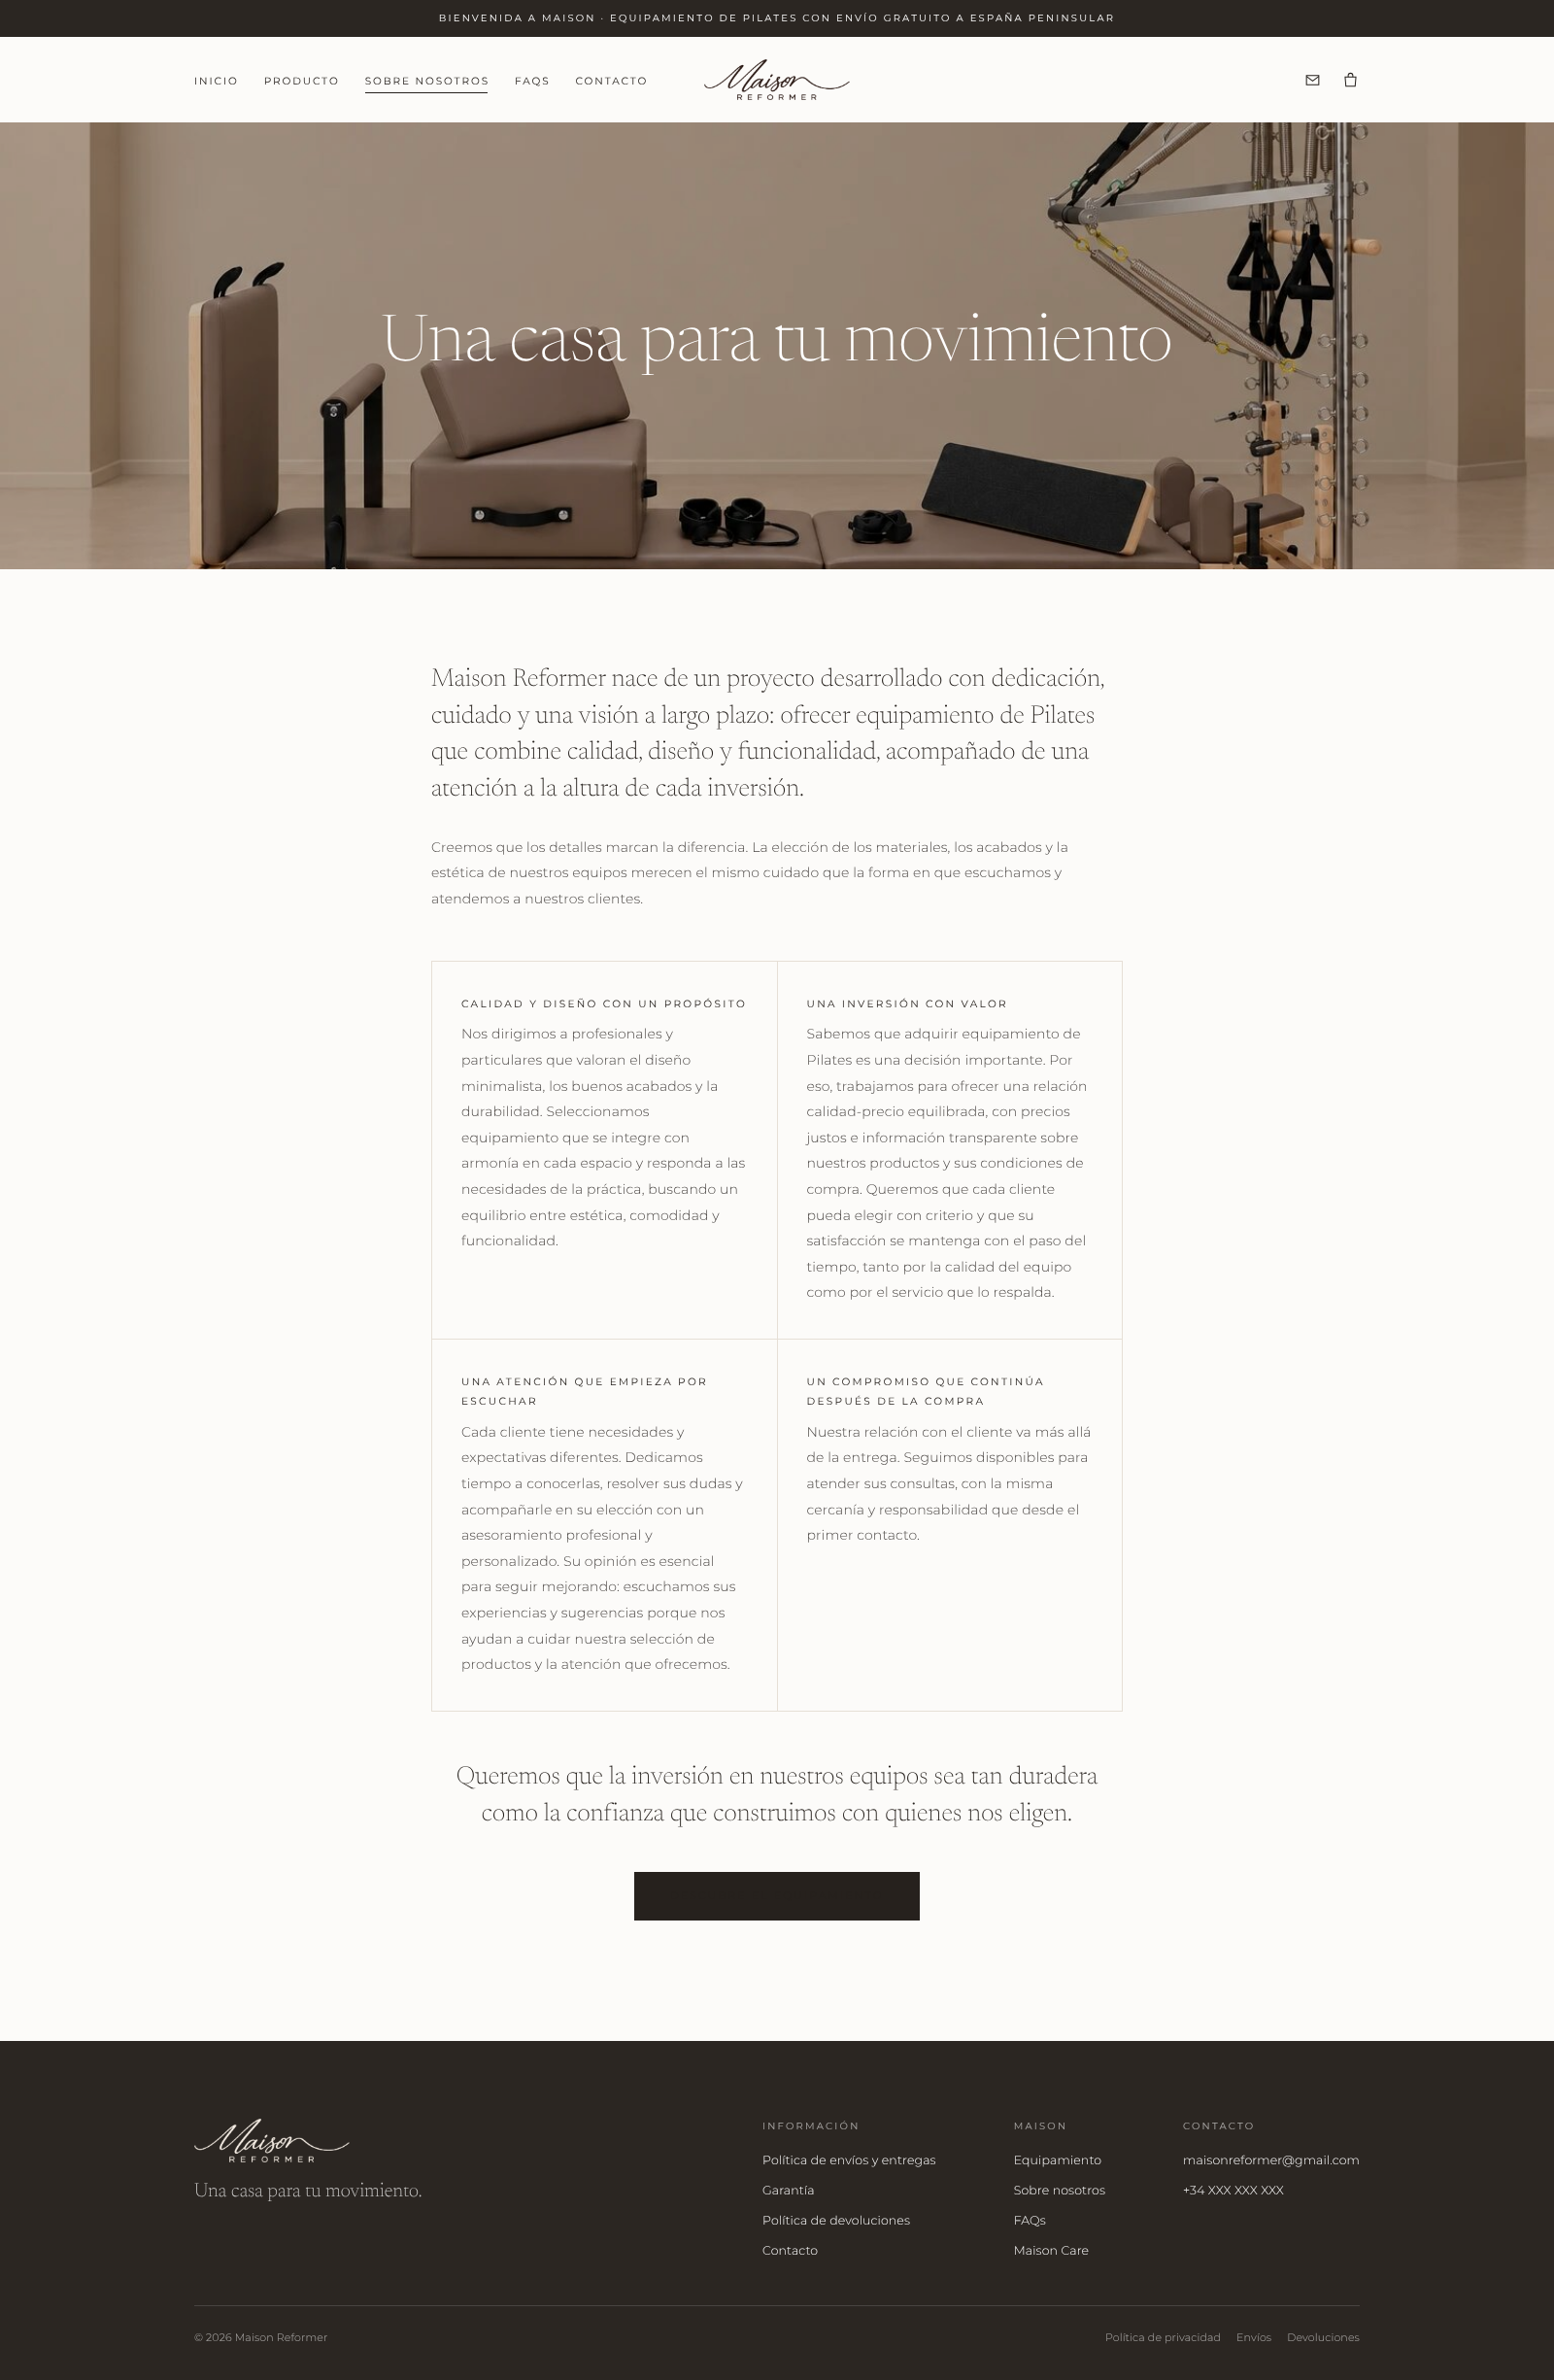 BIENVENIDA A MAISON · EQUIPAMIENTO DE PILATES CON ENVÍO GRATUITO A ESPAÑA PENINSULAR
INICIO PRODUCTO SOBRE NOSOTROS FAQS CONTACTO
Maison
REFORMER
Una casa para tu movimiento
Maison Reformer nace de un proyecto desarrollado con dedicación,
cuidado y una visión a largo plazo: ofrecer equipamiento de Pilates
que combine calidad, diseño y funcionalidad, acompañado de una
atención a la altura de cada inversión.
Creemos que los detalles marcan la diferencia. La elección de los materiales, los acabados y la
estética de nuestros equipos merecen el mismo cuidado que la forma en que escuchamos y
atendemos a nuestros clientes.
CALIDAD Y DISEÑO CON UN PROPÓSITO
Nos dirigimos a profesionales y
particulares que valoran el diseño
minimalista, los buenos acabados y la
durabilidad. Seleccionamos
equipamiento que se integre con
armonía en cada espacio y responda a las
necesidades de la práctica, buscando un
equilibrio entre estética, comodidad y
funcionalidad.
UNA INVERSIÓN CON VALOR
Sabemos que adquirir equipamiento de
Pilates es una decisión importante. Por
eso, trabajamos para ofrecer una relación
calidad-precio equilibrada, con precios
justos e información transparente sobre
nuestros productos y sus condiciones de
compra. Queremos que cada cliente
pueda elegir con criterio y que su
satisfacción se mantenga con el paso del
tiempo, tanto por la calidad del equipo
como por el servicio que lo respalda.
UNA ATENCIÓN QUE EMPIEZA POR
ESCUCHAR
Cada cliente tiene necesidades y
expectativas diferentes. Dedicamos
tiempo a conocerlas, resolver sus dudas y
acompañarle en su elección con un
asesoramiento profesional y
personalizado. Su opinión es esencial
para seguir mejorando: escuchamos sus
experiencias y sugerencias porque nos
ayudan a cuidar nuestra selección de
productos y la atención que ofrecemos.
UN COMPROMISO QUE CONTINÚA
DESPUÉS DE LA COMPRA
Nuestra relación con el cliente va más allá
de la entrega. Seguimos disponibles para
atender sus consultas, con la misma
cercanía y responsabilidad que desde el
primer contacto.
Queremos que la inversión en nuestros equipos sea tan duradera
como la confianza que construimos con quienes nos eligen.
Maison
REFORMER
Una casa para tu movimiento.
INFORMACIÓN
Política de envíos y entregas
Garantía
Política de devoluciones
Contacto
MAISON
Equipamiento
Sobre nosotros
FAQs
Maison Care
CONTACTO
maisonreformer@gmail.com
+34 XXX XXX XXX
© 2026 Maison Reformer
Política de privacidad Envíos Devoluciones